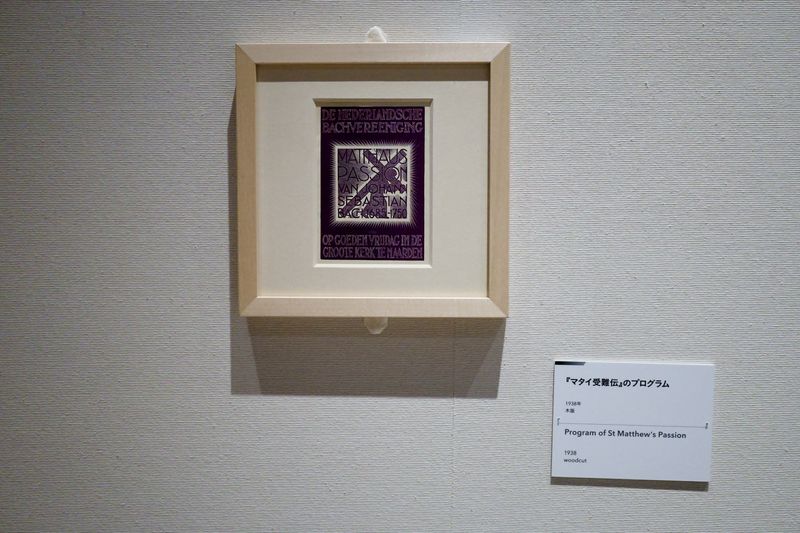 DE NEDERLANDSCHE
BACHVEREENIGING
MATTHÄUS
PASSION
VAN JOHANN
SEBASTIAN
BACH 1685-1750
OP GOEDEN VRIJDAG IN DE
GROOTE KERK TE NAARDEN
『マタイ受難伝』のプログラム
1938年
木版
Program of St Matthew's Passion
1938
woodcut